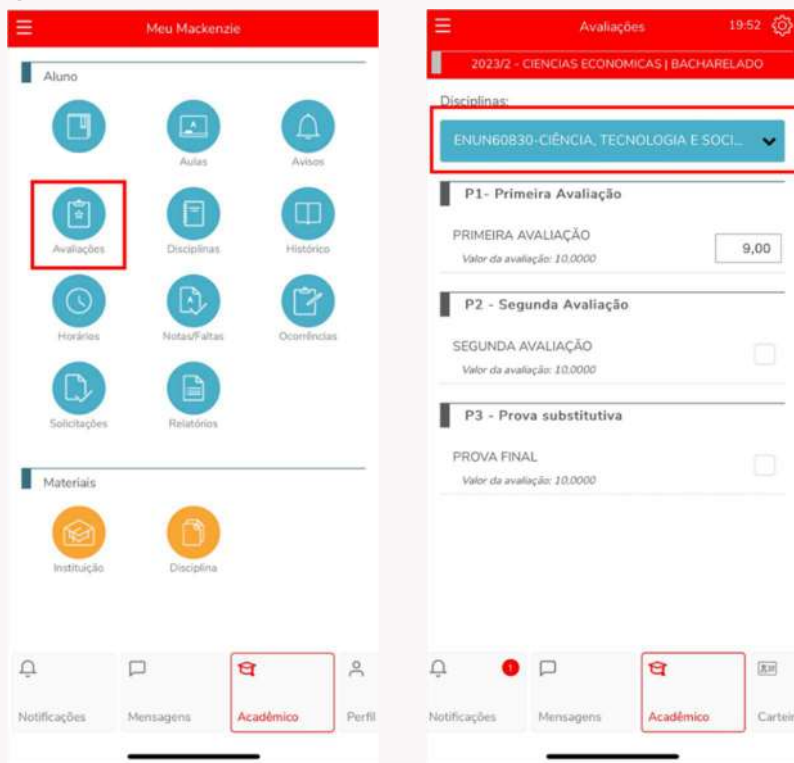 Meu Mackenzie
Aluno
Aulas
Avisos
Avaliações
Disciplinas
Histórico
Horários
Notas/Faltas
Ocorrências
Solicitações
Relatórios
Materiais
Instituição
Disciplina
Notificações
Mensagens
Acadêmico
Perfil
Avaliações
19:52
2023/2 - CIENCIAS ECONOMICAS | BACHARELADO
Disciplinas:
ENUN60830-CIÊNCIA, TECNOLOGIA E SOCI...
P1- Primeira Avaliação
PRIMEIRA AVALIAÇÃO
9,00
Valor da avaliação: 10,0000
P2 - Segunda Avaliação
SEGUNDA AVALIAÇÃO
Valor da avaliação: 10,0000
P3 - Prova substitutiva
PROVA FINAL
Valor da avaliação: 10,0000
1
Notificações
Mensagens
Acadêmico
Carteir